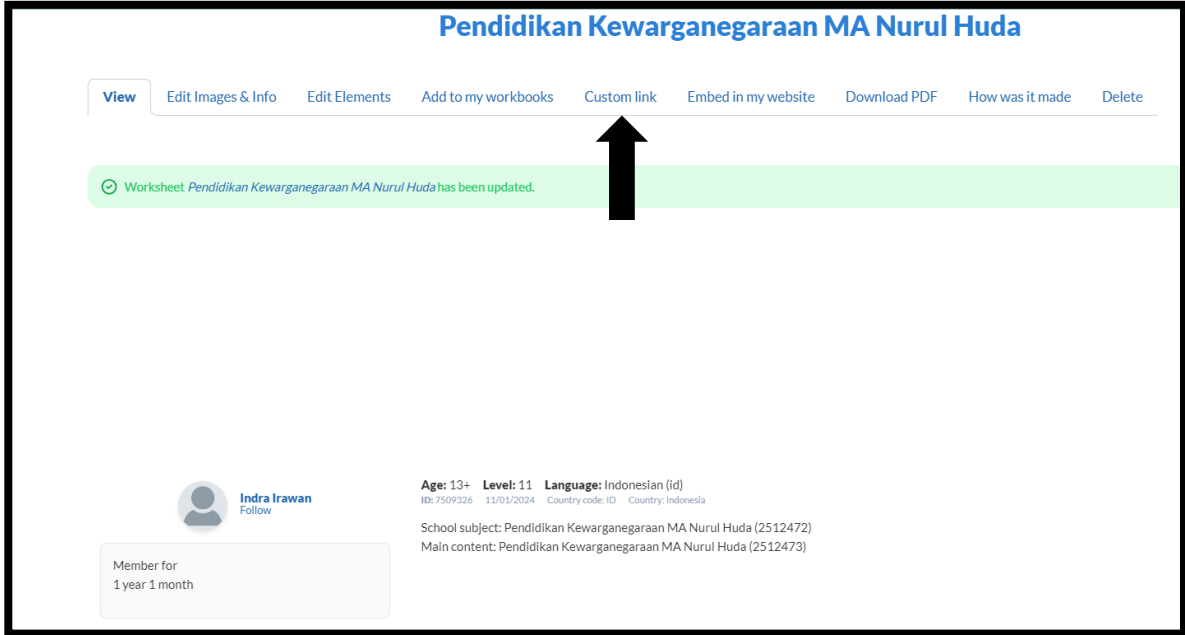 Pendidikan Kewarganegaraan MA Nurul Huda
View Edit Images & Info Edit Elements Add to my workbooks Custom link Embed in my website Download PDF How was it made Delete
Worksheet Pendidikan Kewarganegaraan MA Nurul Huda has been updated.
Age: 13+ Level: 11 Language: Indonesian (id)
ID: 7509326 11/01/2024 Country code: ID Country: Indonesia
Indra Irawan
Follow
School subject: Pendidikan Kewarganegaraan MA Nurul Huda (2512472)
Main content: Pendidikan Kewarganegaraan MA Nurul Huda (2512473)
Member for
1 year 1 month